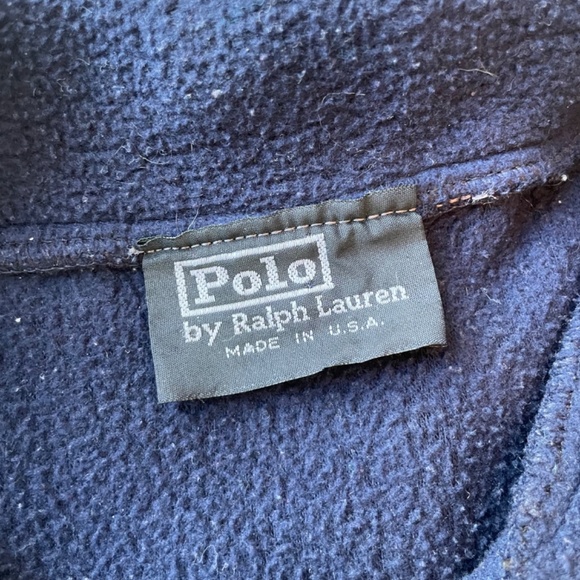 Polo
by Ralph Lauren
MADE IN U.S.A.